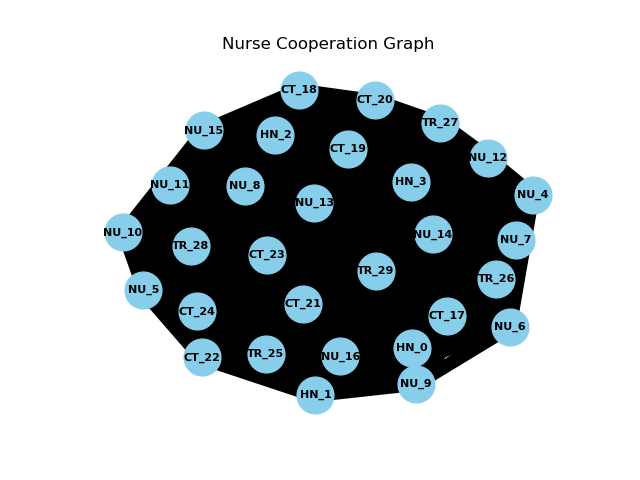 Nurse Cooperation Graph
CT_18
CT_20
TR_27
NU_15
HN_2
CT_19
NU_12
NU_11
NU_8
HN_3
NU_4
NU_13
NU_10
NU_14
NU_7
TR_28
CT_23
TR_29
TR_26
NU_5
CT_24
CT_21
CT_17
NU_6
CT_22
TR_25
NU_16
HN_0
NU_9
HN_1